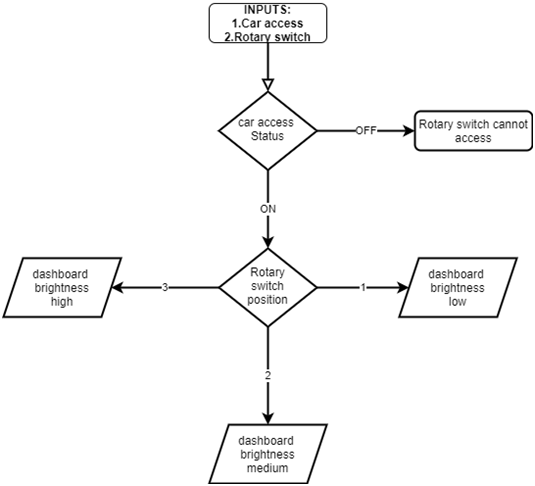 INPUTS:
1.Car access
2.Rotary switch
car access
Status
OFF
Rotary switch cannot
access
ON
Rotary
switch
position
3
dashboard
brightness
high
1
dashboard
brightness
low
2
dashboard
brightness
medium